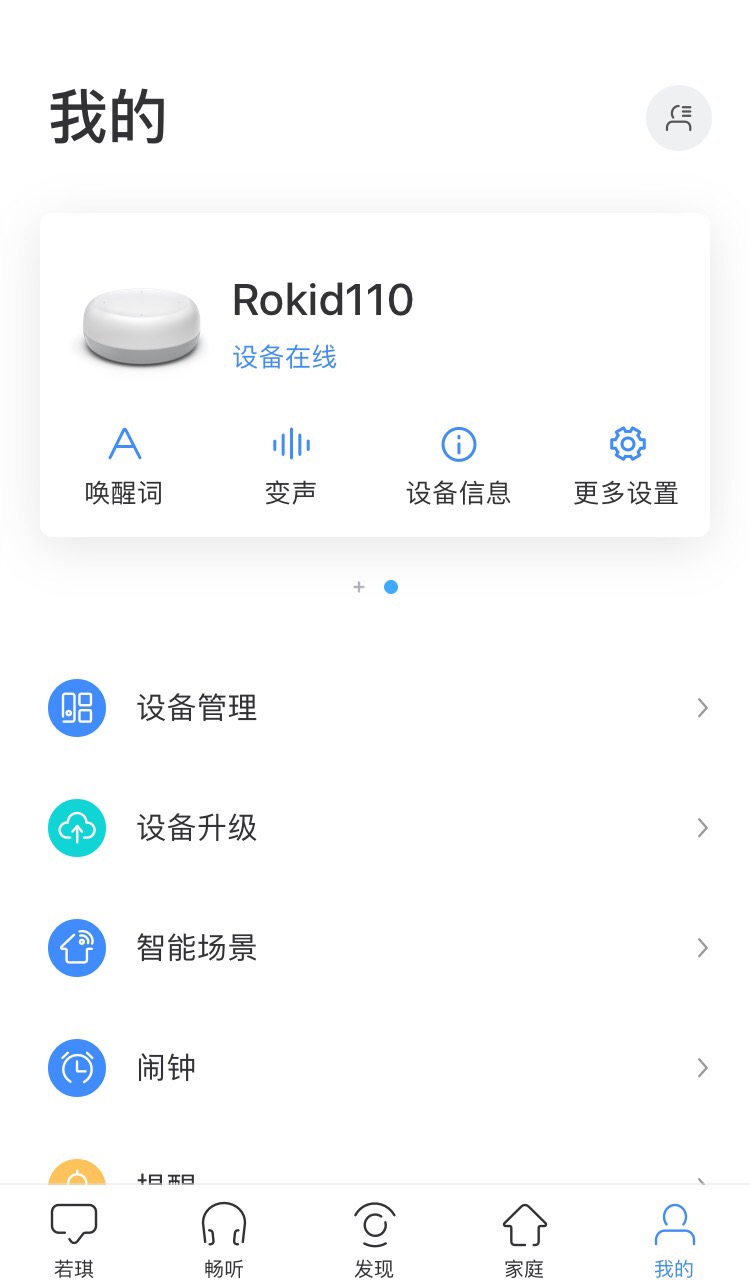 我的
Rokid110
设备在线
唤醒词 变声 设备信息 更多设置
设备管理
设备升级
智能场景
闹钟
提醒
若琪 畅听 发现 家庭 我的